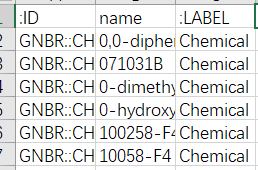 :ID name :LABEL
2 GNBR::CH 0,0-dipher Chemical
3 GNBR::CH 071031B Chemical
4 GNBR::CH 0-dimethy Chemical
5 GNBR::CH 0-hydroxy Chemical
6 GNBR::CH 100258-F4 Chemical
7 GNBR::CH 10058-F4 Chemical